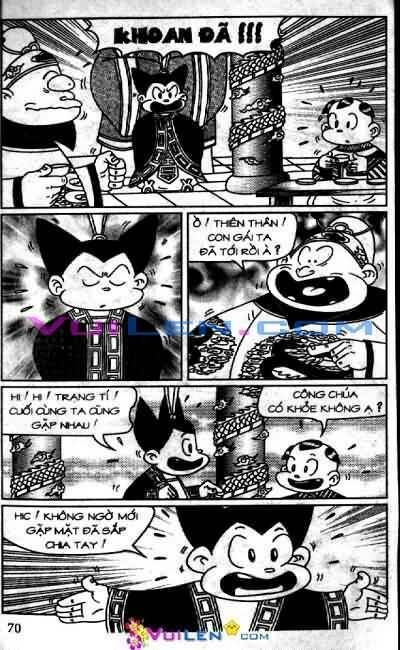 KHOAN ĐÃ !!!
Ồ ! THIÊN THÂN !
CON GÁI TA
ĐÃ TỚI RỒI À ?
VUILEN.COM
HI ! HI ! TRẠNG TÍ !
CUỐI CÙNG TA CŨNG
GẶP NHAU !
CÔNG CHÚA
CÓ KHỎE KHÔNG Ạ ?
HIC ! KHÔNG NGỜ MỚI
GẶP MẶT ĐÃ SẮP
CHIA TAY !
70
VUILEN.COM